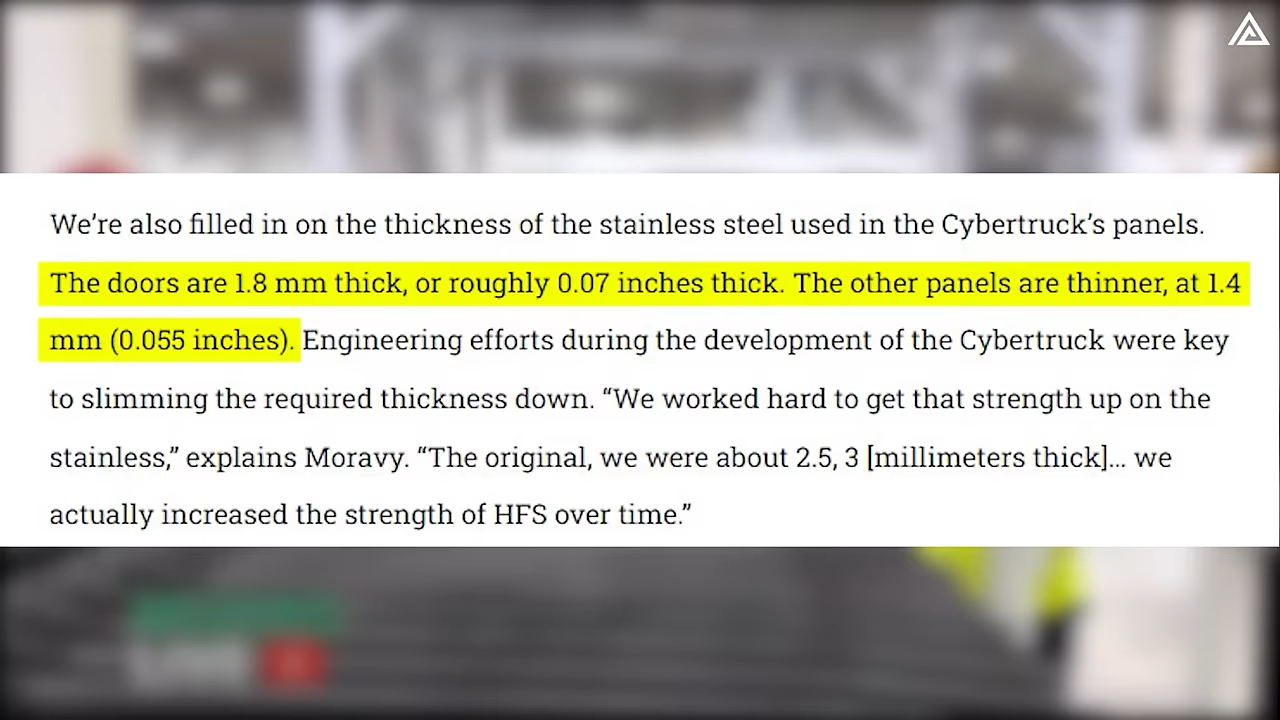 We’re also filled in on the thickness of the stainless steel used in the Cybertruck’s panels.
The doors are 1.8 mm thick, or roughly 0.07 inches thick. The other panels are thinner, at 1.4
mm (0.055 inches). Engineering efforts during the development of the Cybertruck were key
to slimming the required thickness down. “We worked hard to get that strength up on the
stainless,” explains Moravy. “The original, we were about 2.5, 3 [millimeters thick]… we
actually increased the strength of HFS over time.”